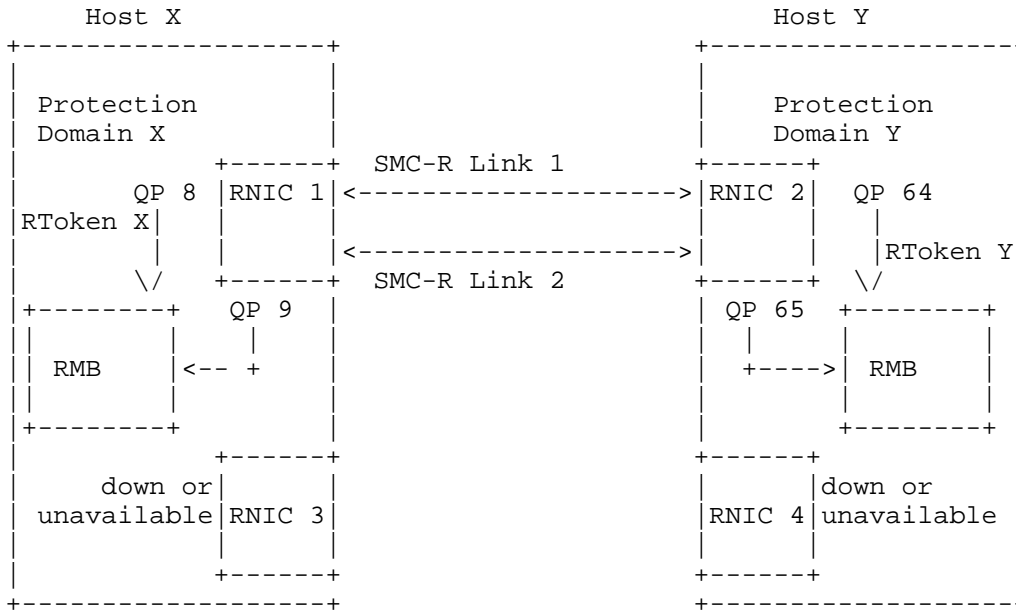 Host X Host Y
Protection Protection
Domain X Domain Y
SMC-R Link 1
QP 8 RNIC 1 RNIC 2 QP 64
RToken X
RToken Y
SMC-R Link 2
QP 9 QP 65
RMB RMB
down or down or
unavailable RNIC 3 RNIC 4 unavailable